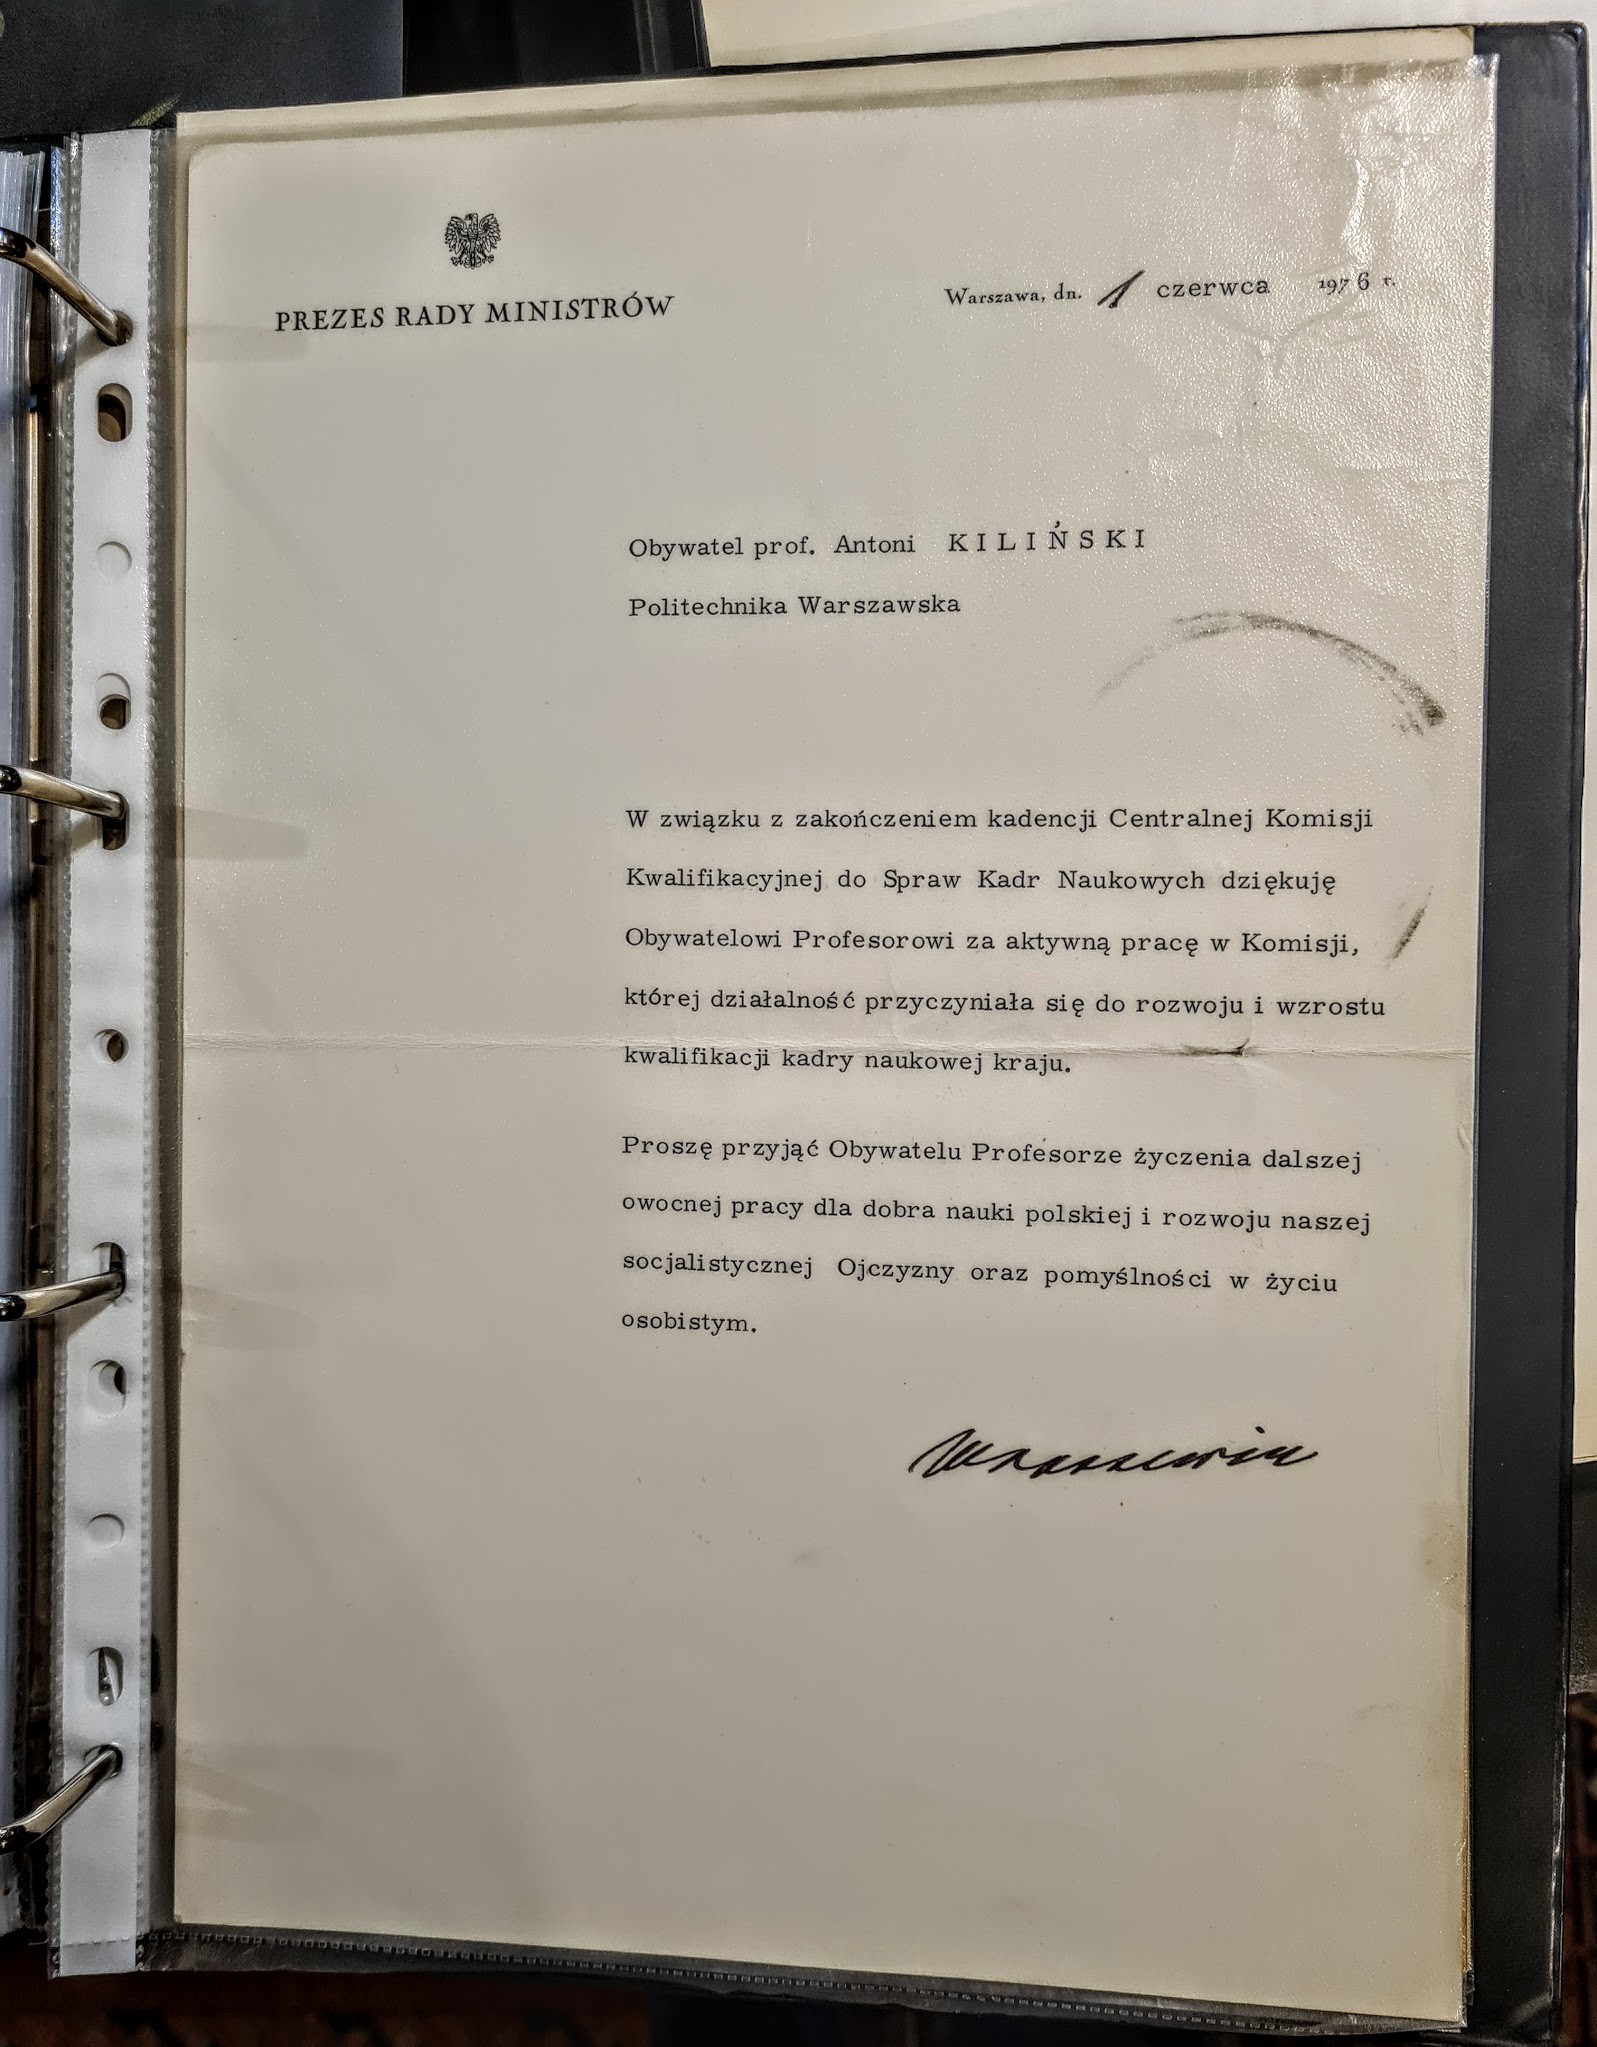 PREZES RADY MINISTRÓW
Warszawa, dn. 1 czerwca 1976 r.
Obywatel prof. Antoni KILIŃSKI
Politechnika Warszawska
W związku z zakończeniem kadencji Centralnej Komisji
Kwalifikacyjnej do Spraw Kadr Naukowych dziękuję
Obywatelowi Profesorowi za aktywną pracę w Komisji,
której działalność przyczyniała się do rozwoju i wzrostu
kwalifikacji kadry naukowej kraju.
Proszę przyjąć Obywatelu Profesorze życzenia dalszej
owocnej pracy dla dobra nauki polskiej i rozwoju naszej
socjalistycznej Ojczyzny oraz pomyślności w życiu
osobistym.